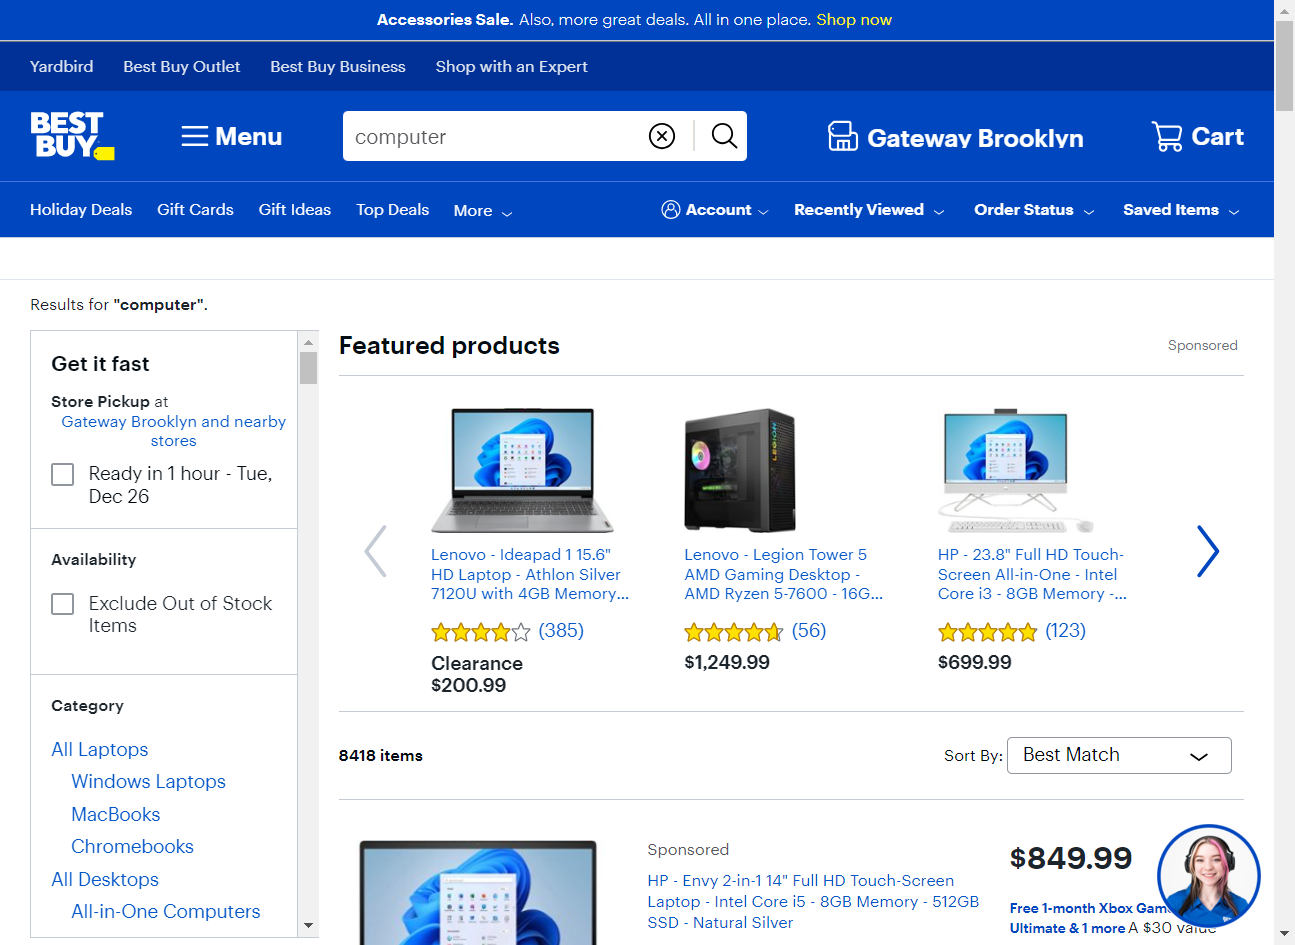 Accessories Sale. Also, more great deals. All in one place. Shop now
Yardbird Best Buy Outlet Best Buy Business Shop with an Expert
BEST BUY
Menu
computer
Gateway Brooklyn
Cart
Holiday Deals Gift Cards Gift Ideas Top Deals More
Account Recently Viewed Order Status Saved Items
Results for "computer".
Get it fast
Store Pickup at
Gateway Brooklyn and nearby
stores
Ready in 1 hour - Tue,
Dec 26
Availability
Exclude Out of Stock
Items
Category
All Laptops
Windows Laptops
MacBooks
Chromebooks
All Desktops
All-in-One Computers
Featured products
Sponsored
Lenovo - Ideapad 1 15.6"
HD Laptop - Athlon Silver
7120U with 4GB Memory...
(385)
Clearance
$200.99
Lenovo - Legion Tower 5
AMD Gaming Desktop -
AMD Ryzen 5-7600 - 16G...
(56)
$1,249.99
HP - 23.8" Full HD Touch-
Screen All-in-One - Intel
Core i3 - 8GB Memory -...
(123)
$699.99
8418 items
Sort By: Best Match
Sponsored
HP - Envy 2-in-1 14" Full HD Touch-Screen
Laptop - Intel Core i5 - 8GB Memory - 512GB
SSD - Natural Silver
$849.99
Free 1-month Xbox Gam
Ultimate & 1 more A $30 value